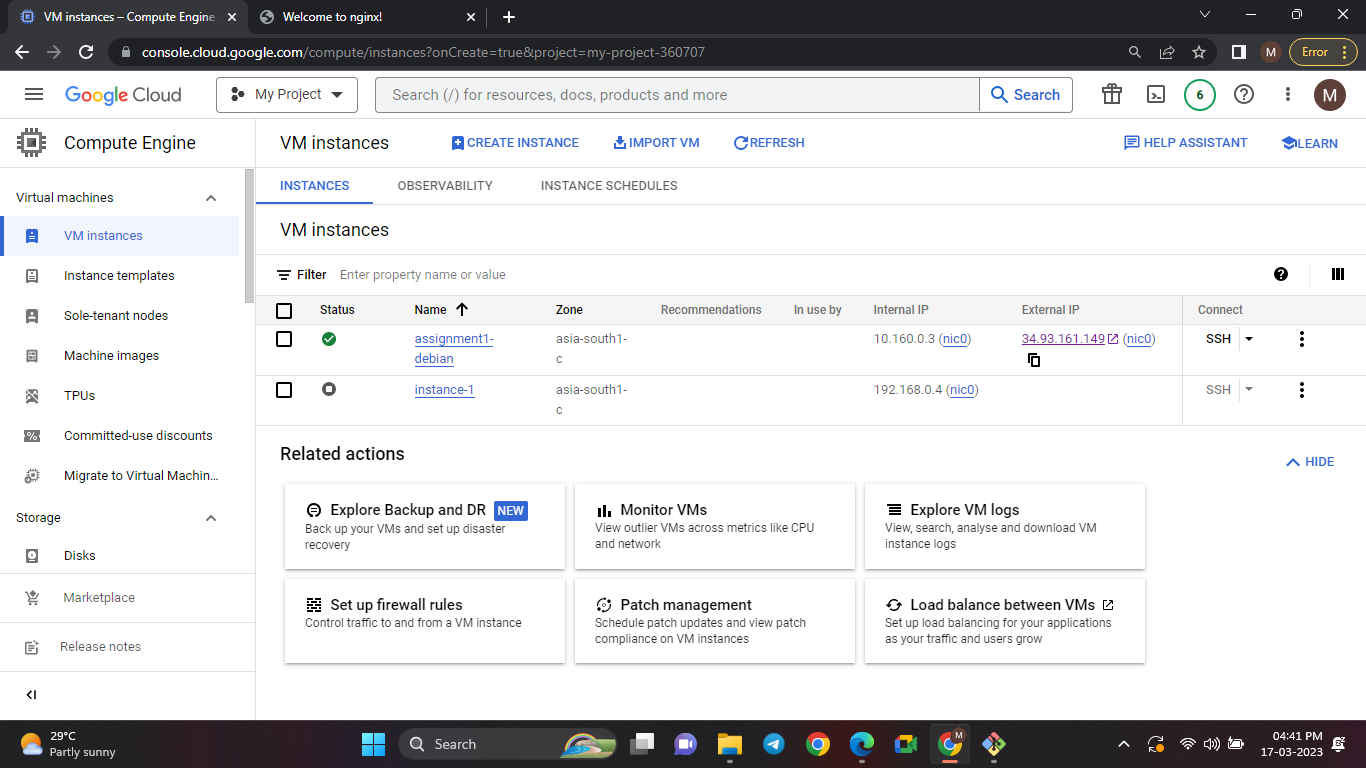 VM instances – Compute Engine
Welcome to nginx!
console.cloud.google.com/compute/instances?onCreate=true&project=my-project-360707
M
Error
Google Cloud
My Project
Search (/) for resources, docs, products and more
Search
6
M
Compute Engine
VM instances
CREATE INSTANCE
IMPORT VM
REFRESH
HELP ASSISTANT
LEARN
Virtual machines
VM instances
Instance templates
Sole-tenant nodes
Machine images
TPUs
Committed-use discounts
Migrate to Virtual Machin...
Storage
Disks
Marketplace
Release notes
INSTANCES
OBSERVABILITY
INSTANCE SCHEDULES
VM instances
Filter Enter property name or value
Status Name Zone Recommendations In use by Internal IP External IP Connect
assignment1- asia-south1- 10.160.0.3 (nic0) 34.93.161.149 (nic0) SSH
debian c
instance-1 asia-south1- 192.168.0.4 (nic0) SSH
c
Related actions
HIDE
Explore Backup and DR NEW
Back up your VMs and set up disaster
recovery
Monitor VMs
View outlier VMs across metrics like CPU
and network
Explore VM logs
View, search, analyse and download VM
instance logs
Set up firewall rules
Control traffic to and from a VM instance
Patch management
Schedule patch updates and view patch
compliance on VM instances
Load balance between VMs
Set up load balancing for your applications
as your traffic and users grow
29°C
Partly sunny
Search
M
04:41 PM
17-03-2023